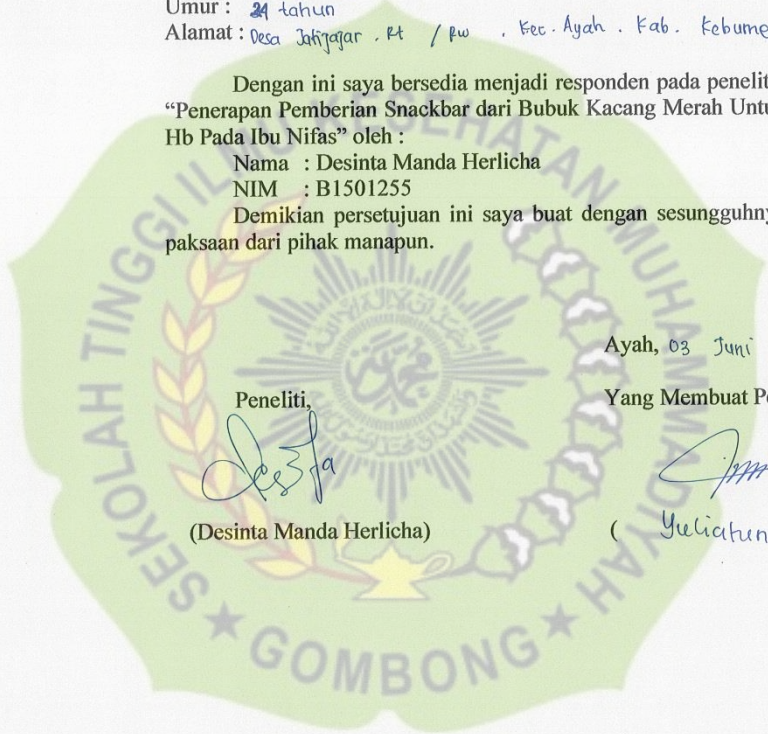 Umur : 24 tahun
Alamat : Desa Jatijajar . Rt / Rw . Kec. Ayah . Kab. Kebume
Dengan ini saya bersedia menjadi responden pada penelit
“Penerapan Pemberian Snackbar dari Bubuk Kacang Merah Untu
Hb Pada Ibu Nifas” oleh :
Nama : Desinta Manda Herlicha
NIM : B1501255
Demikian persetujuan ini saya buat dengan sesungguhny
paksaan dari pihak manapun.
Ayah, 03 Juni
Peneliti,
Yang Membuat P
(Desinta Manda Herlicha)
( Yuliatun
SEKOLAH TINGGI ILMU KESEHATAN MUHAMMADIYAH
★ GOMBONG ★